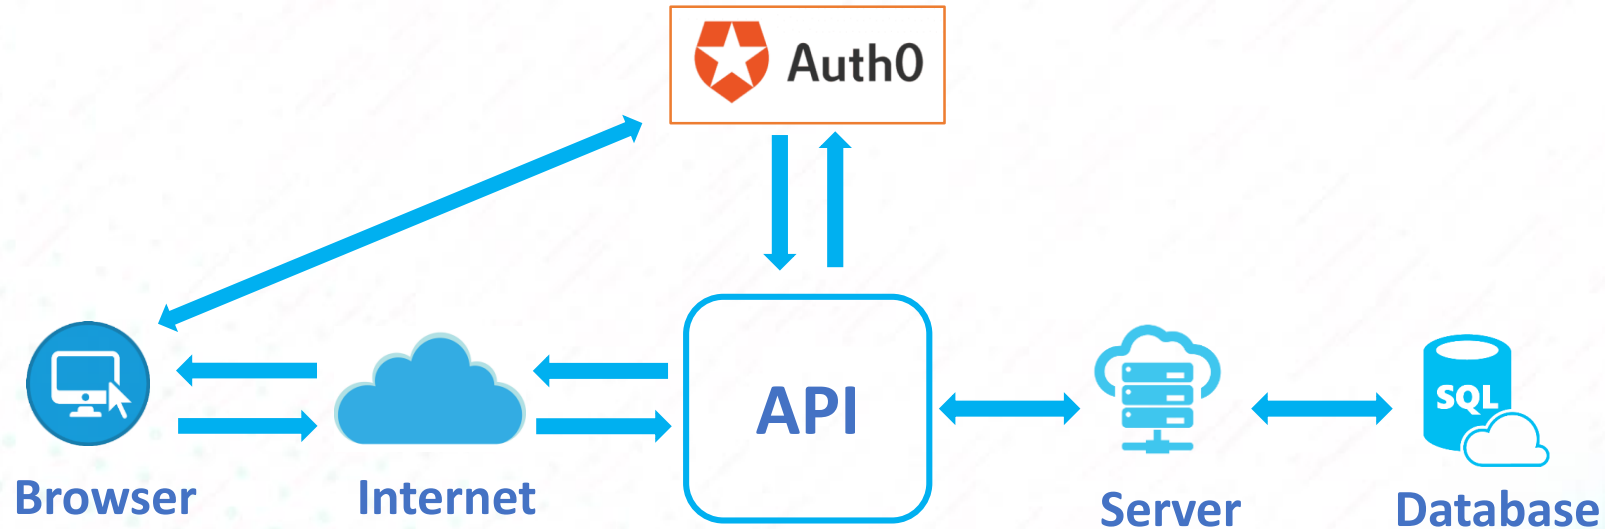 Auth0
API
SQL
Browser
Internet
Server
Database